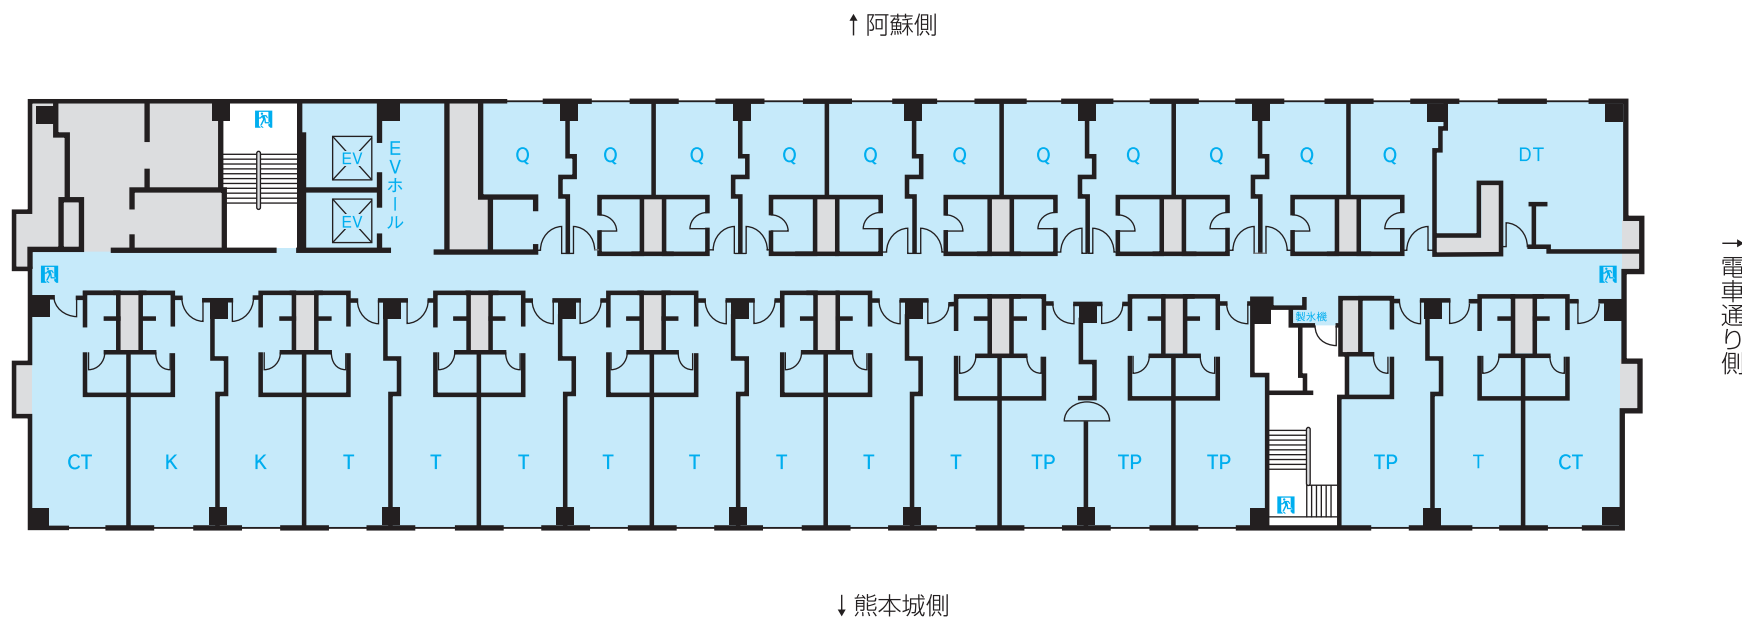 ↑ 阿蘇側
EV
EV
EVホール
Q Q Q Q Q Q Q Q Q Q Q DT
→ 電車通り側
製氷機
CT K K T T T T T T T T TP TP TP TP T CT
↓ 熊本城側